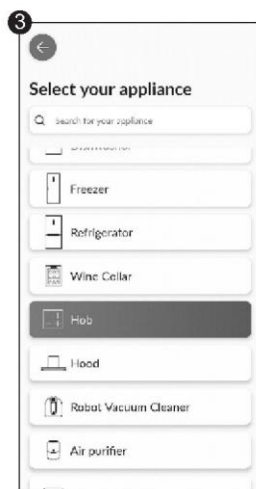 3
Select your appliance
Search for your appliance
Dishwasher
Freezer
Refrigerator
Wine Cellar
Hob
Hood
Robot Vacuum Cleaner
Air purifier